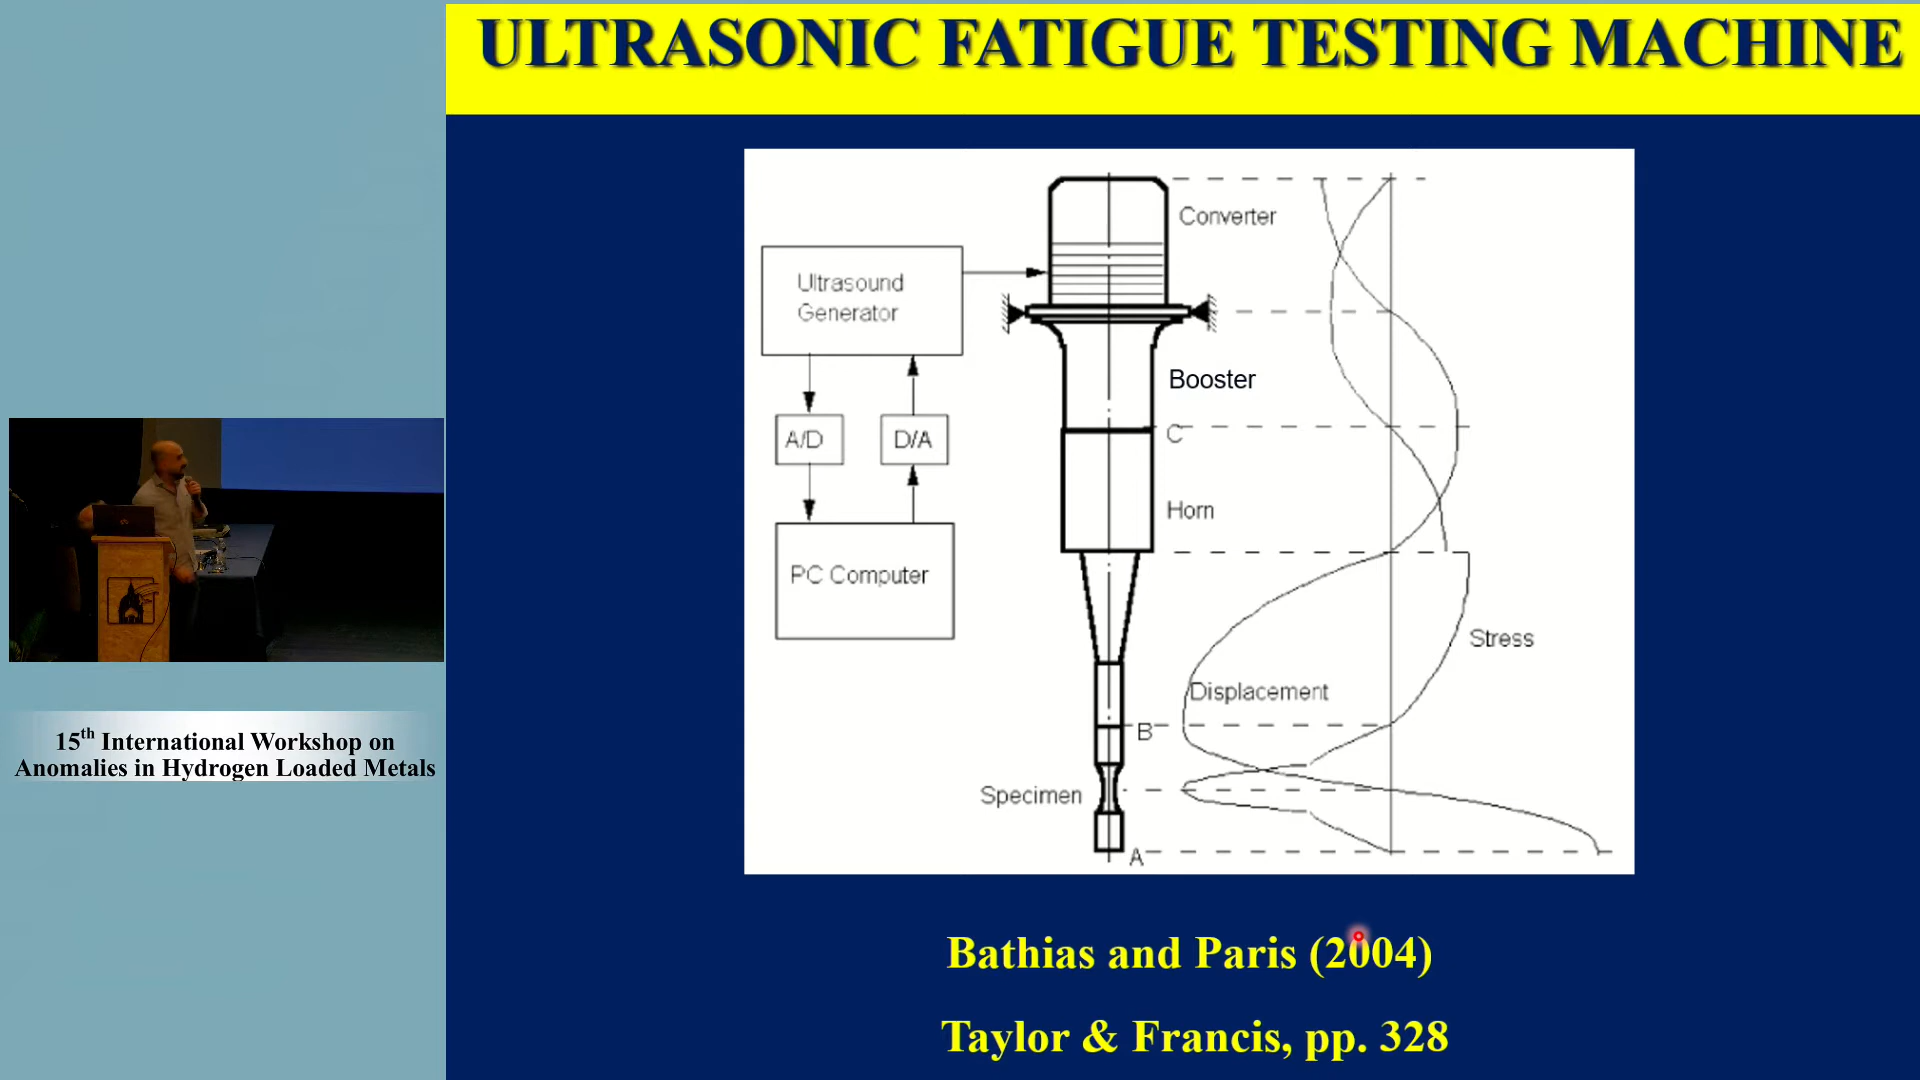 ULTRASONIC FATIGUE TESTING MACHINE
Converter
Ultrasound
Generator
Booster
A/D
D/A
C
Horn
PC Computer
Stress
Displacement
B
Specimen
A
Bathias and Paris (2004)
Taylor & Francis, pp. 328
15th International Workshop on
Anomalies in Hydrogen Loaded Metals